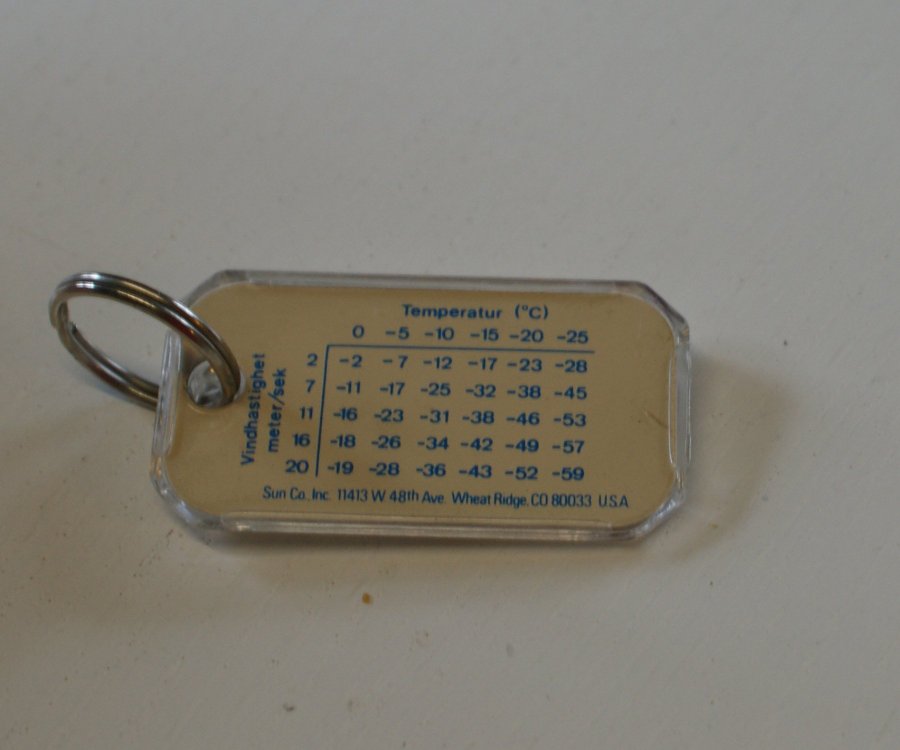 Temperatur (°C)
0 -5 -10 -15 -20 -25
Vindhastighet
meter/sek
2 -2 -7 -12 -17 -23 -28
7 -11 -17 -25 -32 -38 -45
11 -16 -23 -31 -38 -46 -53
16 -18 -26 -34 -42 -49 -57
20 -19 -28 -36 -43 -52 -59
Sun Co., Inc. 11413 W 48th Ave. Wheat Ridge, CO 80033 U.S.A